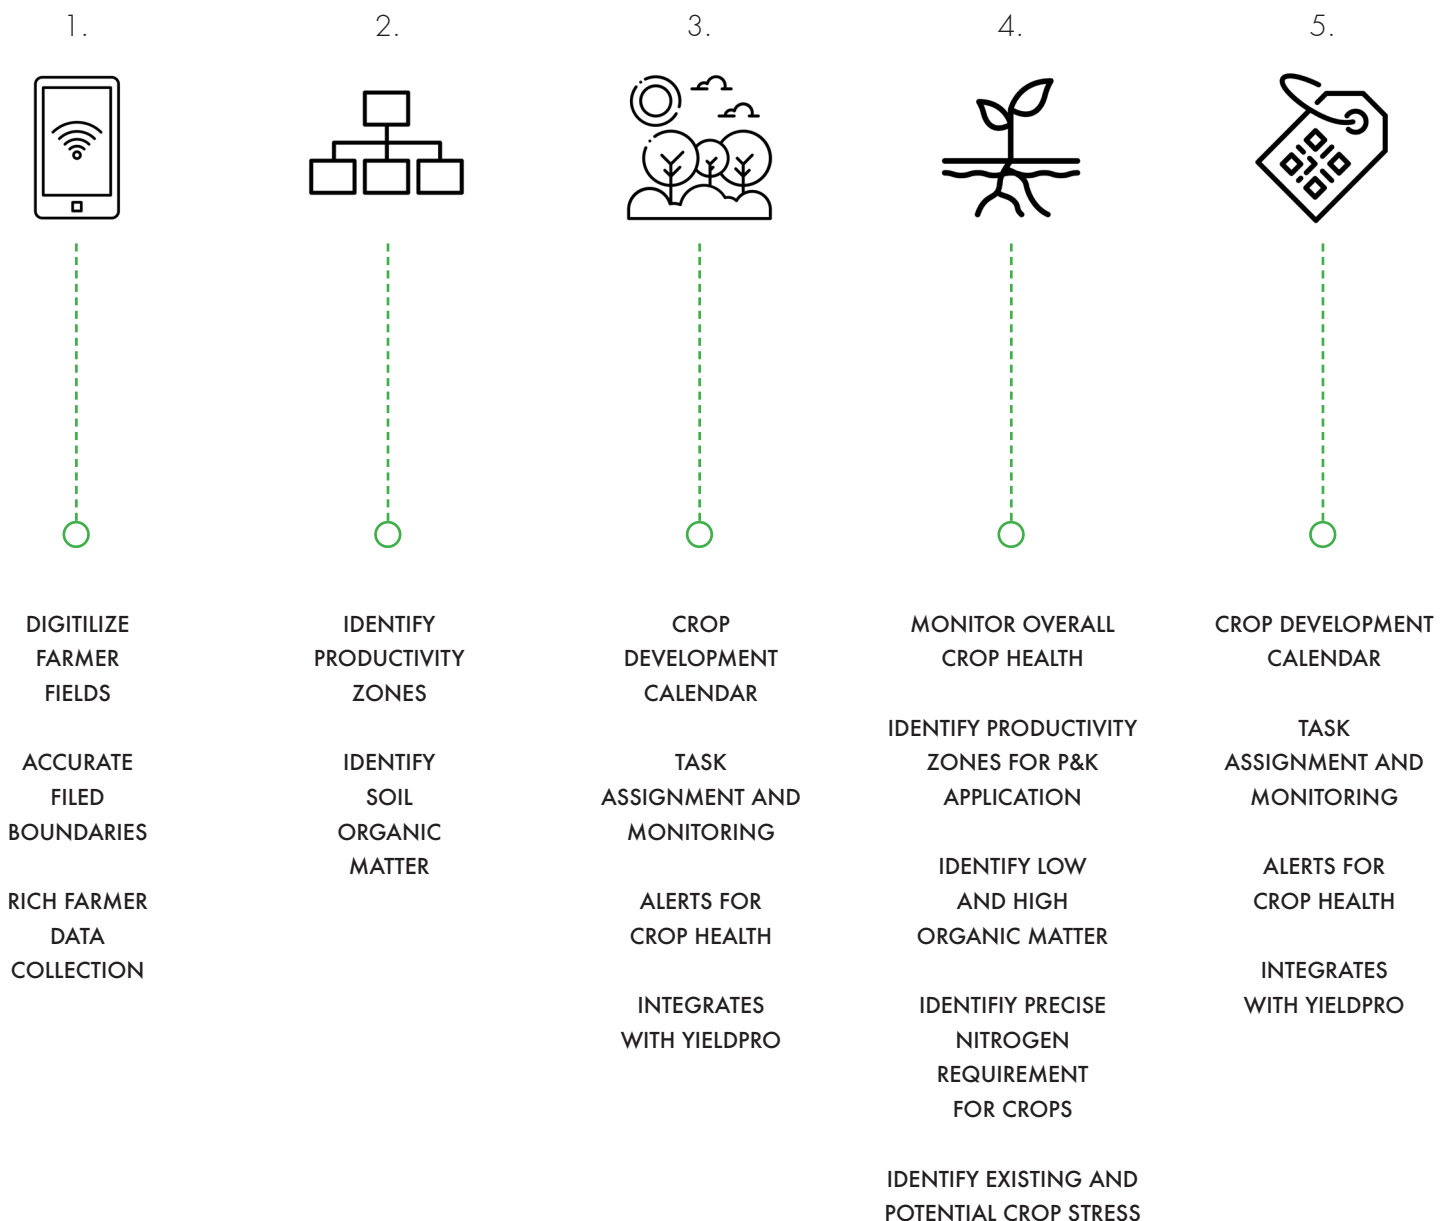 1.
2.
3.
4.
5.
DIGITILIZE
FARMER
FIELDS
ACCURATE
FILED
BOUNDARIES
RICH FARMER
DATA
COLLECTION
IDENTIFY
PRODUCTIVITY
ZONES
IDENTIFY
SOIL
ORGANIC
MATTER
CROP
DEVELOPMENT
CALENDAR
TASK
ASSIGNMENT AND
MONITORING
ALERTS FOR
CROP HEALTH
INTEGRATES
WITH YIELDPRO
MONITOR OVERALL
CROP HEALTH
IDENTIFY PRODUCTIVITY
ZONES FOR P&K
APPLICATION
IDENTIFY LOW
AND HIGH
ORGANIC MATTER
IDENTIFIY PRECISE
NITROGEN
REQUIREMENT
FOR CROPS
IDENTIFY EXISTING AND
POTENTIAL CROP STRESS
CROP DEVELOPMENT
CALENDAR
TASK
ASSIGNMENT AND
MONITORING
ALERTS FOR
CROP HEALTH
INTEGRATES
WITH YIELDPRO